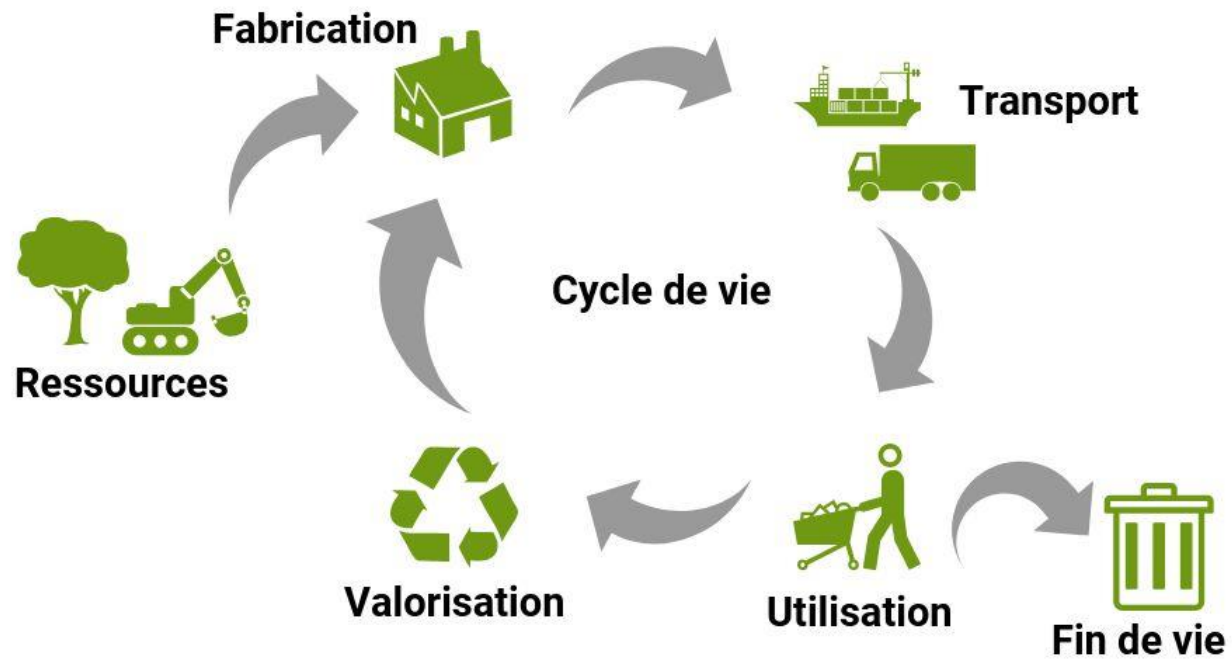 Fabrication
Transport
Cycle de vie
Ressources
Valorisation
Utilisation
Fin de vie